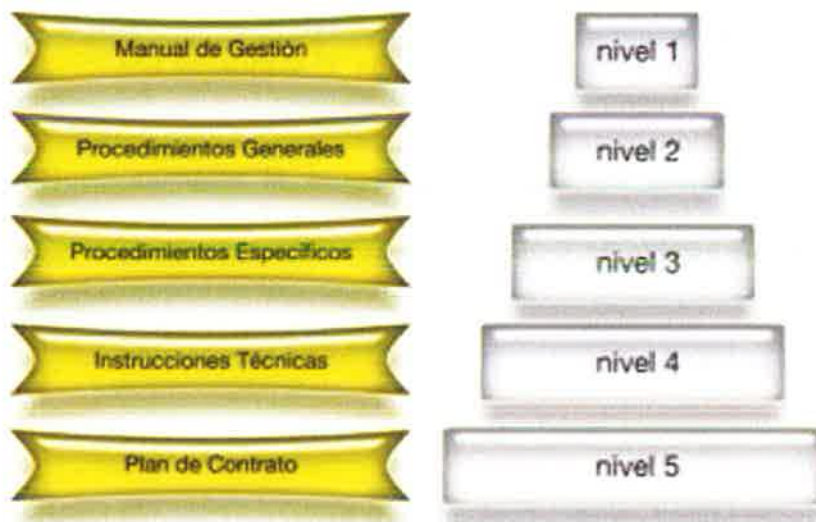 Manual de Gestión
nivel 1
Procedimientos Generales
nivel 2
Procedimientos Específicos
nivel 3
Instrucciones Técnicas
nivel 4
Plan de Contrato
nivel 5